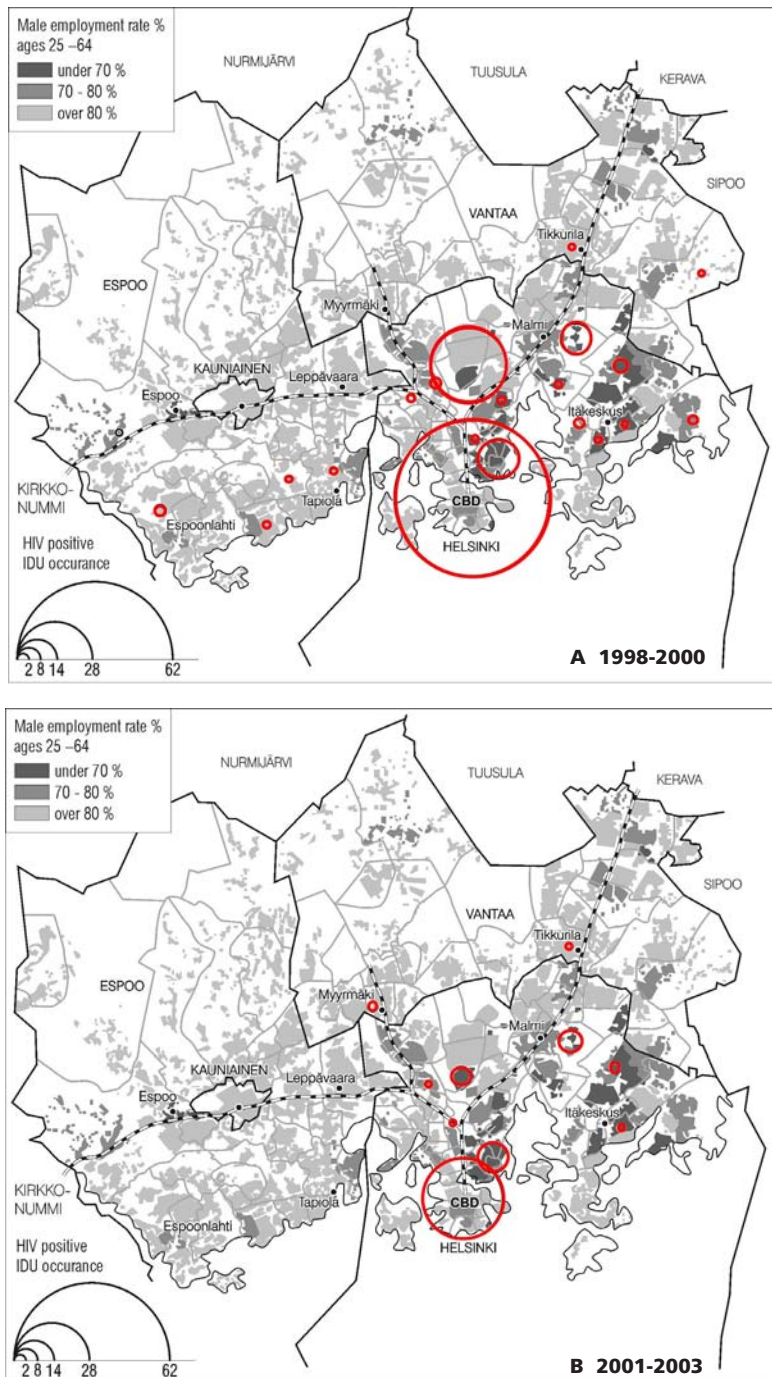 Male employment rate %
ages 25 –64
under 70 %
70 - 80 %
over 80 %
NURMIJÄRVI
TUUSULA
KERAVA
SIPOO
VANTAA
Tikkurila
ESPOO
Myyrmäki
Malmi
KAUNIAINEN
Leppävaara
Espoo
Itäkeskus
KIRKKO-
NUMMI
Tapiola
Espoonlahti
CBD
HELSINKI
HIV positive
IDU occurance
2 8 14 28 62
A 1998-2000
Male employment rate %
ages 25 –64
under 70 %
70 - 80 %
over 80 %
NURMIJÄRVI
TUUSULA
KERAVA
SIPOO
VANTAA
Tikkurila
ESPOO
Myyrmäki
Malmi
KAUNIAINEN
Leppävaara
Espoo
Itäkeskus
KIRKKO-
NUMMI
Tapiola
Espoonlahti
CBD
HELSINKI
HIV positive
IDU occurance
2 8 14 28 62
B 2001-2003